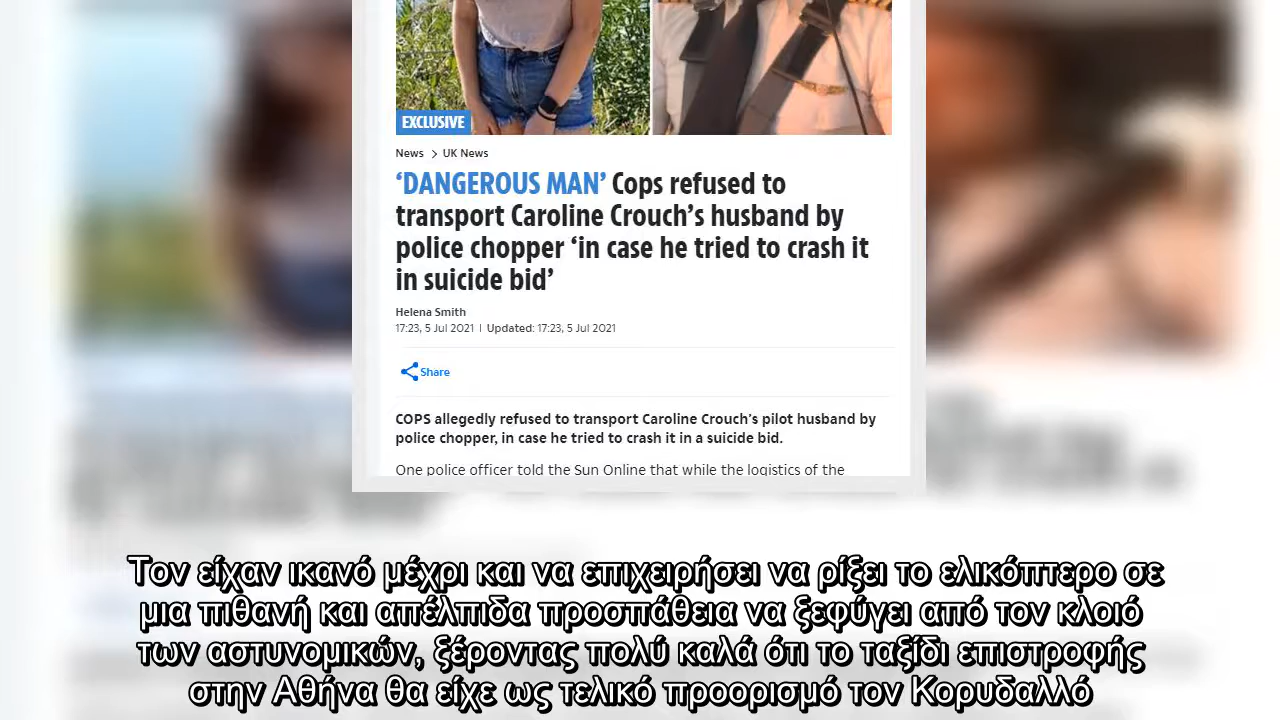 EXCLUSIVE
News > UK News
‘DANGEROUS MAN’ Cops refused to
transport Caroline Crouch’s husband by
police chopper ‘in case he tried to crash it
in suicide bid’
Helena Smith
17:23, 5 Jul 2021 | Updated: 17:23, 5 Jul 2021
Share
COPS allegedly refused to transport Caroline Crouch's pilot husband by
police chopper, in case he tried to crash it in a suicide bid.
One police officer told the Sun Online that while the logistics of the
Τον είχαν ικανό μέχρι και να επιχειρήσει να ρίξει το ελικόπτερο σε
μια πιθανή και απέλπιδα προσπάθεια να ξεφύγει από τον κλοιό
των αστυνομικών, ξέροντας πολύ καλά ότι το ταξίδι επιστροφής
στην Αθήνα θα είχε ως τελικό προορισμό τον Κορυδαλλό